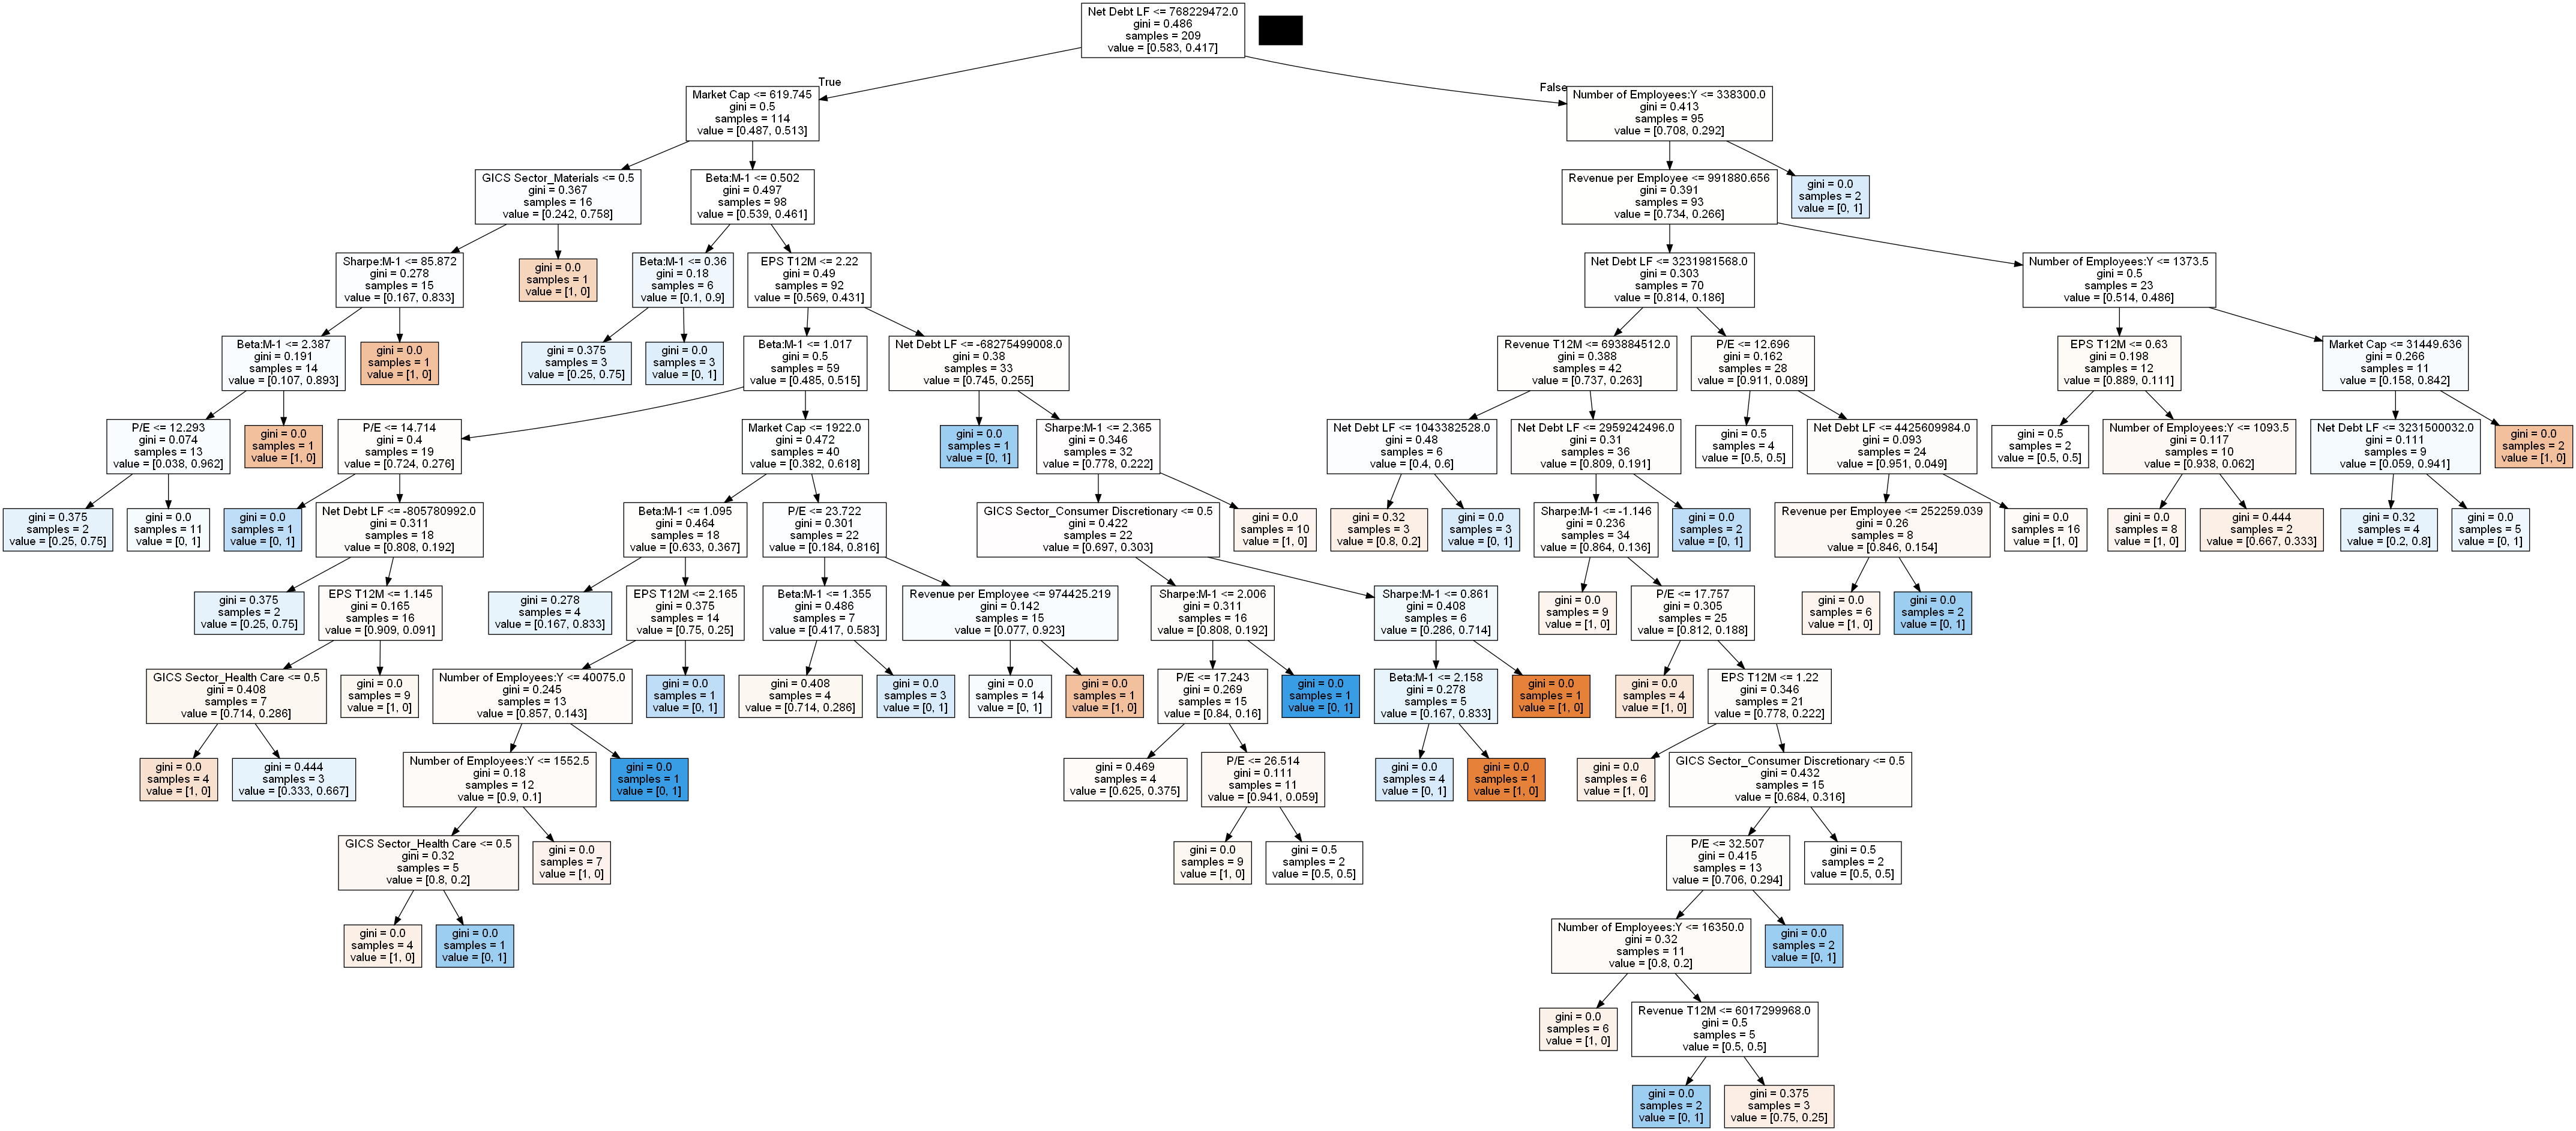 Net Debt LF <= 768229472.0
gini = 0.486
samples = 209
value = [0.583, 0.417]
True
False
Market Cap <= 619.745
gini = 0.5
samples = 114
value = [0.487, 0.513]
Number of Employees:Y <= 338300.0
gini = 0.413
samples = 95
value = [0.708, 0.292]
GICS Sector_Materials <= 0.5
gini = 0.367
samples = 16
value = [0.242, 0.758]
Beta:M-1 <= 0.502
gini = 0.497
samples = 98
value = [0.539, 0.461]
Revenue per Employee <= 991880.656
gini = 0.391
samples = 93
value = [0.734, 0.266]
gini = 0.0
samples = 2
value = [0, 1]
Sharpe:M-1 <= 85.872
gini = 0.278
samples = 15
value = [0.167, 0.833]
gini = 0.0
samples = 1
value = [1, 0]
Beta:M-1 <= 0.36
gini = 0.18
samples = 6
value = [0.1, 0.9]
EPS T12M <= 2.22
gini = 0.49
samples = 92
value = [0.569, 0.431]
Net Debt LF <= 3231981568.0
gini = 0.303
samples = 70
value = [0.814, 0.186]
Number of Employees:Y <= 1373.5
gini = 0.5
samples = 23
value = [0.514, 0.486]
Beta:M-1 <= 2.387
gini = 0.191
samples = 14
value = [0.107, 0.893]
gini = 0.0
samples = 1
value = [1, 0]
gini = 0.375
samples = 3
value = [0.25, 0.75]
gini = 0.0
samples = 3
value = [0, 1]
Beta:M-1 <= 1.017
gini = 0.5
samples = 59
value = [0.485, 0.515]
Net Debt LF <= -68275499008.0
gini = 0.38
samples = 33
value = [0.745, 0.255]
Revenue T12M <= 693884512.0
gini = 0.388
samples = 42
value = [0.737, 0.263]
P/E <= 12.696
gini = 0.162
samples = 28
value = [0.911, 0.089]
EPS T12M <= 0.63
gini = 0.198
samples = 12
value = [0.889, 0.111]
Market Cap <= 31449.636
gini = 0.266
samples = 11
value = [0.158, 0.842]
P/E <= 12.293
gini = 0.074
samples = 13
value = [0.038, 0.962]
gini = 0.0
samples = 1
value = [1, 0]
P/E <= 14.714
gini = 0.4
samples = 19
value = [0.724, 0.276]
Market Cap <= 1922.0
gini = 0.472
samples = 40
value = [0.382, 0.618]
gini = 0.0
samples = 1
value = [0, 1]
Sharpe:M-1 <= 2.365
gini = 0.346
samples = 32
value = [0.778, 0.222]
Net Debt LF <= 1043382528.0
gini = 0.48
samples = 6
value = [0.4, 0.6]
Net Debt LF <= 2959242496.0
gini = 0.31
samples = 36
value = [0.809, 0.191]
gini = 0.5
samples = 4
value = [0.5, 0.5]
Net Debt LF <= 4425609984.0
gini = 0.093
samples = 24
value = [0.951, 0.049]
gini = 0.5
samples = 2
value = [0.5, 0.5]
Number of Employees:Y <= 1093.5
gini = 0.117
samples = 10
value = [0.938, 0.062]
Net Debt LF <= 3231500032.0
gini = 0.111
samples = 9
value = [0.059, 0.941]
gini = 0.0
samples = 2
value = [1, 0]
gini = 0.375
samples = 2
value = [0.25, 0.75]
gini = 0.0
samples = 11
value = [0, 1]
gini = 0.0
samples = 1
value = [0, 1]
Net Debt LF <= -805780992.0
gini = 0.311
samples = 18
value = [0.808, 0.192]
Beta:M-1 <= 1.095
gini = 0.464
samples = 18
value = [0.633, 0.367]
P/E <= 23.722
gini = 0.301
samples = 22
value = [0.184, 0.816]
GICS Sector_Consumer Discretionary <= 0.5
gini = 0.422
samples = 22
value = [0.697, 0.303]
gini = 0.0
samples = 10
value = [1, 0]
gini = 0.32
samples = 3
value = [0.8, 0.2]
gini = 0.0
samples = 3
value = [0, 1]
Sharpe:M-1 <= -1.146
gini = 0.236
samples = 34
value = [0.864, 0.136]
gini = 0.0
samples = 2
value = [0, 1]
Revenue per Employee <= 252259.039
gini = 0.26
samples = 8
value = [0.846, 0.154]
gini = 0.0
samples = 16
value = [1, 0]
gini = 0.0
samples = 8
value = [1, 0]
gini = 0.444
samples = 2
value = [0.667, 0.333]
gini = 0.32
samples = 4
value = [0.2, 0.8]
gini = 0.0
samples = 5
value = [0, 1]
gini = 0.375
samples = 2
value = [0.25, 0.75]
EPS T12M <= 1.145
gini = 0.165
samples = 16
value = [0.909, 0.091]
gini = 0.278
samples = 4
value = [0.167, 0.833]
EPS T12M <= 2.165
gini = 0.375
samples = 14
value = [0.75, 0.25]
Beta:M-1 <= 1.355
gini = 0.486
samples = 7
value = [0.417, 0.583]
Revenue per Employee <= 974425.219
gini = 0.142
samples = 15
value = [0.077, 0.923]
Sharpe:M-1 <= 2.006
gini = 0.311
samples = 16
value = [0.808, 0.192]
Sharpe:M-1 <= 0.861
gini = 0.408
samples = 6
value = [0.286, 0.714]
gini = 0.0
samples = 9
value = [1, 0]
P/E <= 17.757
gini = 0.305
samples = 25
value = [0.812, 0.188]
gini = 0.0
samples = 6
value = [1, 0]
gini = 0.0
samples = 2
value = [0, 1]
GICS Sector_Health Care <= 0.5
gini = 0.408
samples = 7
value = [0.714, 0.286]
gini = 0.0
samples = 9
value = [1, 0]
Number of Employees:Y <= 40075.0
gini = 0.245
samples = 13
value = [0.857, 0.143]
gini = 0.0
samples = 1
value = [0, 1]
gini = 0.408
samples = 4
value = [0.714, 0.286]
gini = 0.0
samples = 3
value = [0, 1]
gini = 0.0
samples = 14
value = [0, 1]
gini = 0.0
samples = 1
value = [1, 0]
P/E <= 17.243
gini = 0.269
samples = 15
value = [0.84, 0.16]
gini = 0.0
samples = 1
value = [0, 1]
Beta:M-1 <= 2.158
gini = 0.278
samples = 5
value = [0.167, 0.833]
gini = 0.0
samples = 1
value = [1, 0]
gini = 0.0
samples = 4
value = [1, 0]
EPS T12M <= 1.22
gini = 0.346
samples = 21
value = [0.778, 0.222]
gini = 0.0
samples = 4
value = [1, 0]
gini = 0.444
samples = 3
value = [0.333, 0.667]
Number of Employees:Y <= 1552.5
gini = 0.18
samples = 12
value = [0.9, 0.1]
gini = 0.0
samples = 1
value = [0, 1]
gini = 0.469
samples = 4
value = [0.625, 0.375]
P/E <= 26.514
gini = 0.111
samples = 11
value = [0.941, 0.059]
gini = 0.0
samples = 4
value = [0, 1]
gini = 0.0
samples = 1
value = [1, 0]
gini = 0.0
samples = 6
value = [1, 0]
GICS Sector_Consumer Discretionary <= 0.5
gini = 0.432
samples = 15
value = [0.684, 0.316]
GICS Sector_Health Care <= 0.5
gini = 0.32
samples = 5
value = [0.8, 0.2]
gini = 0.0
samples = 7
value = [1, 0]
gini = 0.0
samples = 9
value = [1, 0]
gini = 0.5
samples = 2
value = [0.5, 0.5]
P/E <= 32.507
gini = 0.415
samples = 13
value = [0.706, 0.294]
gini = 0.5
samples = 2
value = [0.5, 0.5]
gini = 0.0
samples = 4
value = [1, 0]
gini = 0.0
samples = 1
value = [0, 1]
Number of Employees:Y <= 16350.0
gini = 0.32
samples = 11
value = [0.8, 0.2]
gini = 0.0
samples = 2
value = [0, 1]
gini = 0.0
samples = 6
value = [1, 0]
Revenue T12M <= 6017299968.0
gini = 0.5
samples = 5
value = [0.5, 0.5]
gini = 0.0
samples = 2
value = [0, 1]
gini = 0.375
samples = 3
value = [0.75, 0.25]